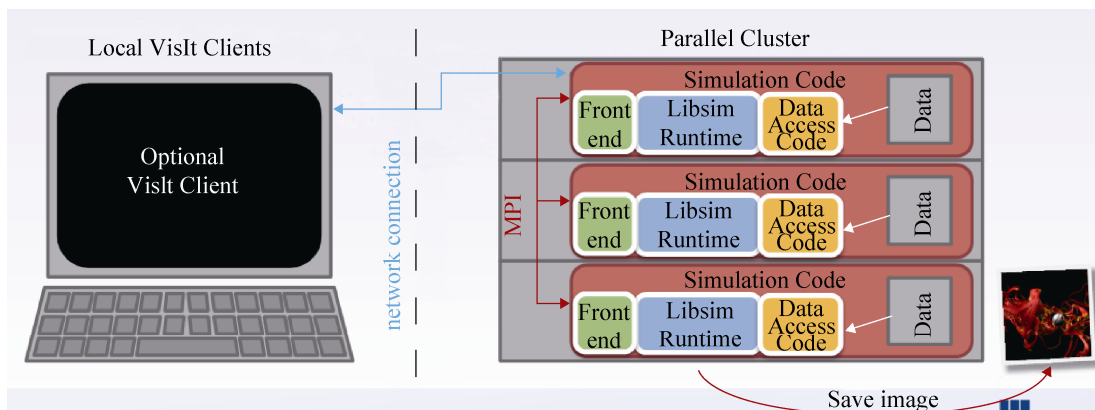 Local VisIt Clients
Optional
VisIt Client
network connection
Parallel Cluster
MPI
Simulation Code
Front
end
Libsim
Runtime
Data
Access
Code
Data
Simulation Code
Front
end
Libsim
Runtime
Data
Access
Code
Data
Simulation Code
Front
end
Libsim
Runtime
Data
Access
Code
Data
Save image